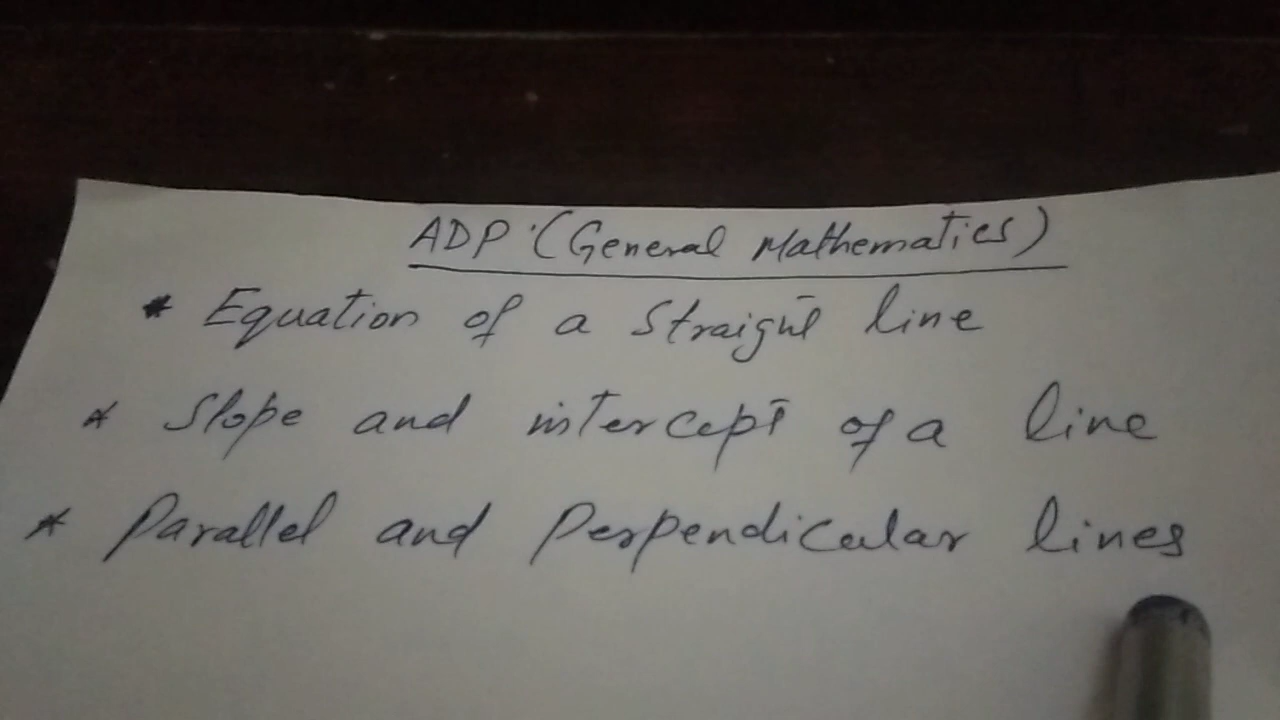 ADP (General Mathematics)
* Equation of a Straight line
* Slope and intercept of a line
* Parallel and Perpendicular lines